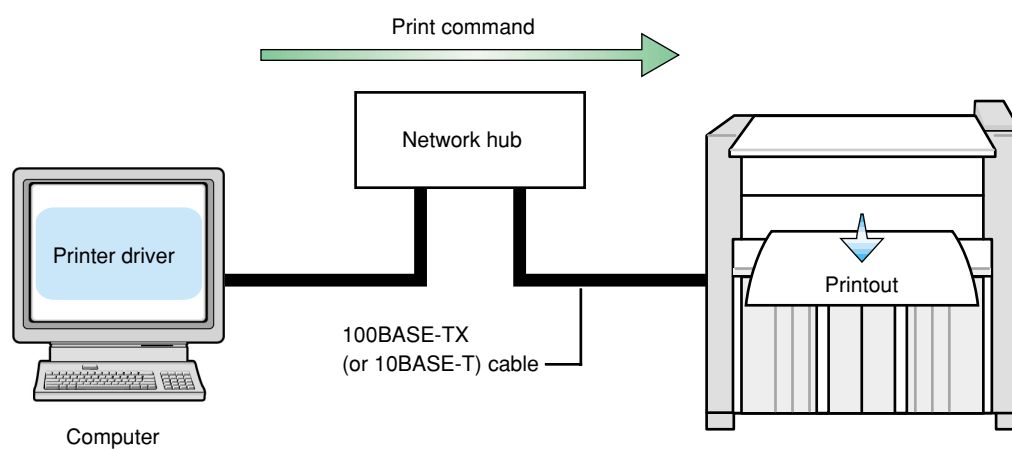 Print command
Network hub
Printer driver
Printout
100BASE-TX
(or 10BASE-T) cable
Computer